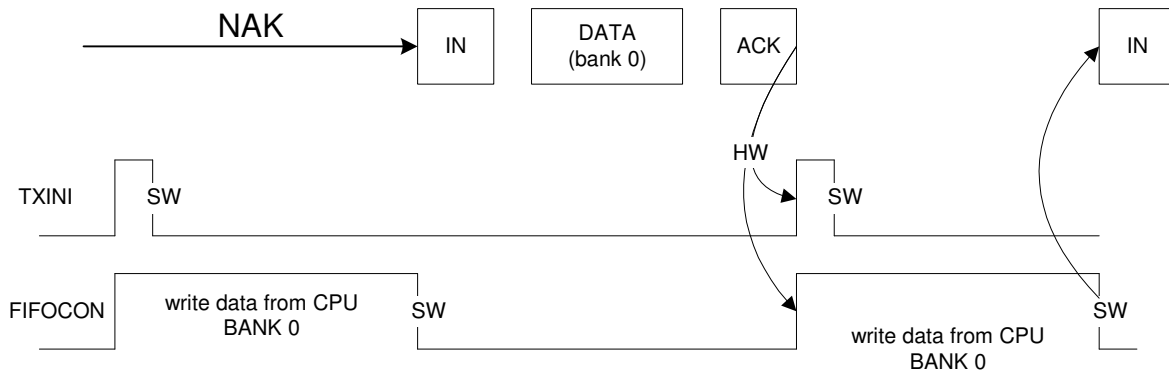 NAK
IN
DATA
(bank 0)
ACK
IN
HW
TXINI
SW
SW
FIFOCON
write data from CPU
BANK 0
SW
write data from CPU
BANK 0
SW